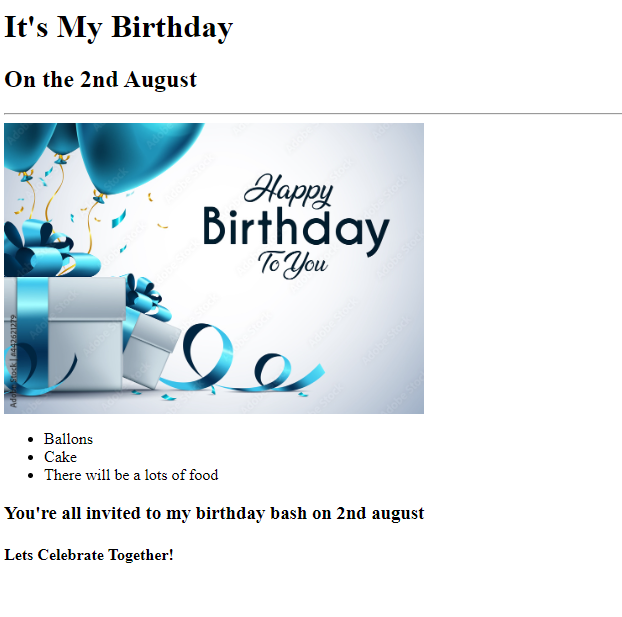 It's My Birthday
On the 2nd August
Happy
Birthday
To You
Adobe Stock | #442621279
Ballons
Cake
There will be a lots of food
You're all invited to my birthday bash on 2nd august
Lets Celebrate Together!